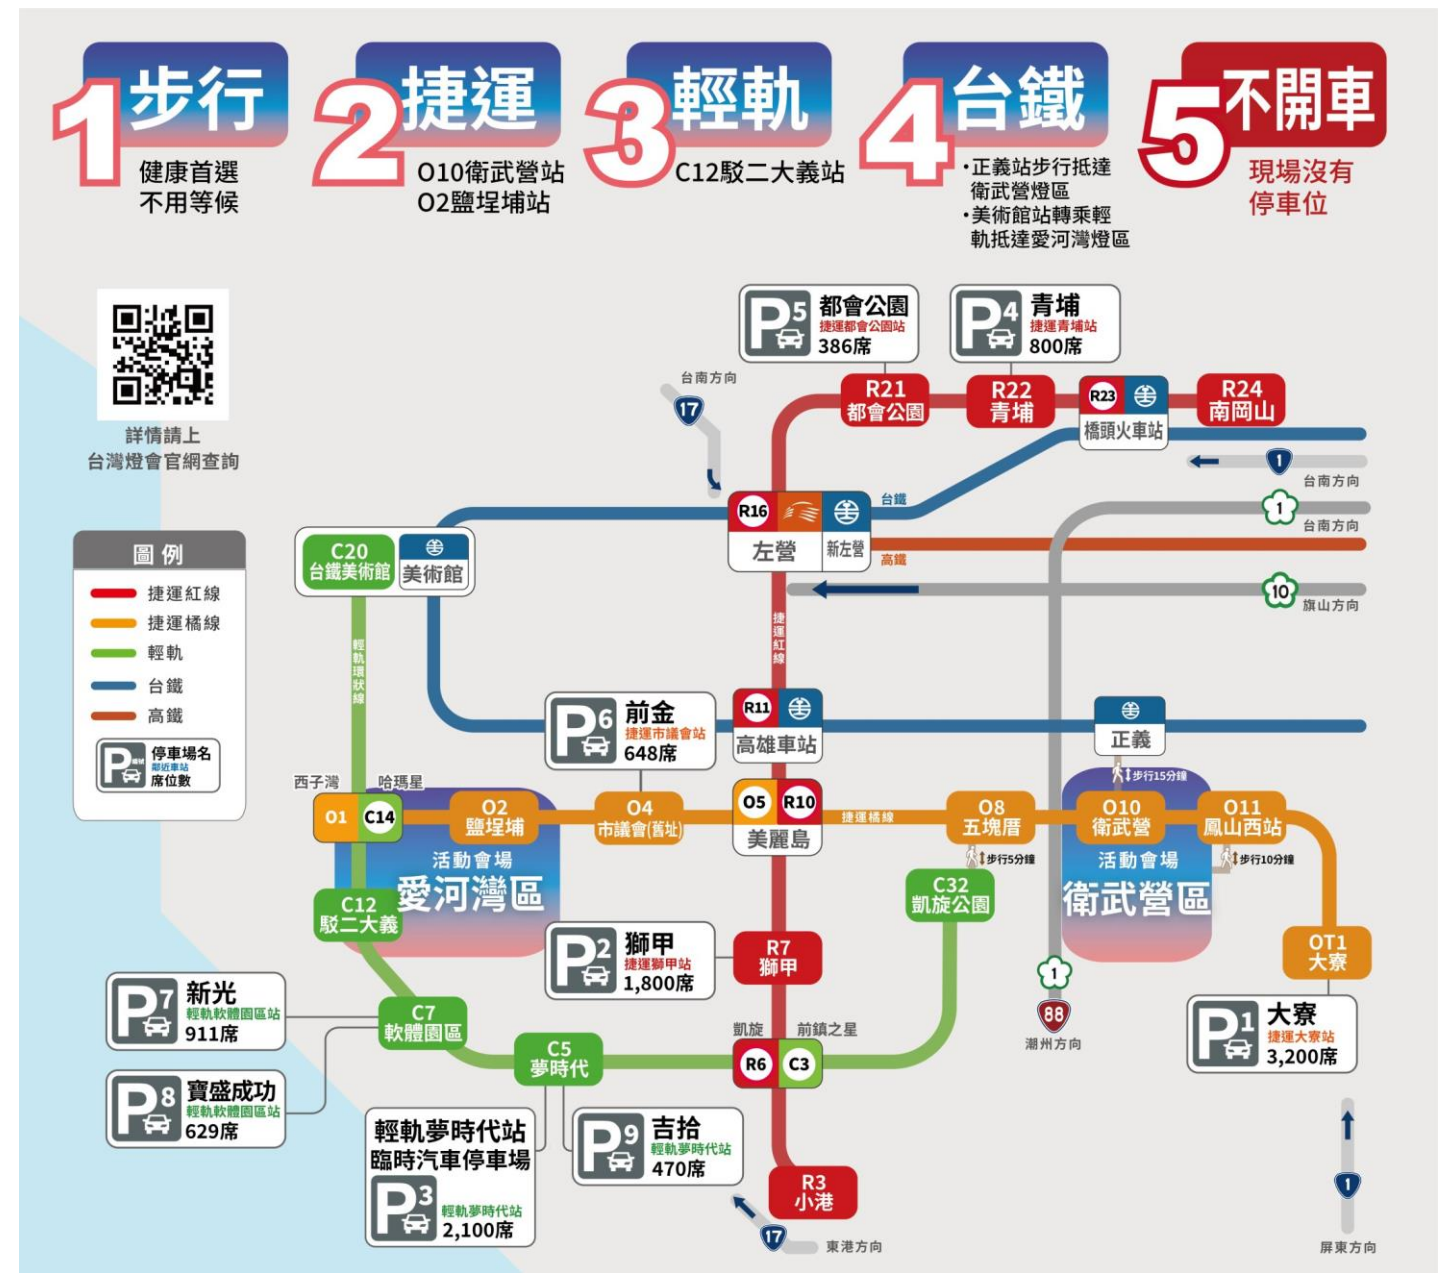 1 步行
健康首選
不用等候
2 捷運
O10衛武營站
O2鹽埕埔站
3 輕軌
C12駁二大義站
4 台鐵
·正義站步行抵達
衛武營燈區
·美術館站轉乘輕
軌抵達愛河灣燈區
5 不開車
現場沒有
停車位
詳情請上
台灣燈會官網查詢
P5 都會公園
捷運都會公園站
386席
P4 青埔
捷運青埔站
800席
台南方向
17
R21
都會公園
R22
青埔
R23
橋頭火車站
R24
南岡山
1
台南方向
台鐵
1
台南方向
R16
左營
新左營
高鐵
10
旗山方向
圖例
捷運紅線
捷運橘線
輕軌
台鐵
高鐵
P編號 停車場名
鄰近車站
席位數
C20
台鐵美術館
美術館
輕軌環狀線
捷運紅線
P6 前金
捷運市議會站
648席
R11
高雄車站
正義
步行15分鐘
西子灣
哈瑪星
O1
C14
O2
鹽埕埔
O4
市議會(舊址)
O5
R10
美麗島
捷運橘線
O8
五塊厝
步行5分鐘
O10
衛武營
O11
鳳山西站
步行10分鐘
活動會場
愛河灣區
活動會場
衛武營區
C12
駁二大義
C32
凱旋公園
P2 獅甲
捷運獅甲站
1,800席
R7
獅甲
OT1
大寮
1
88
潮州方向
P1 大寮
捷運大寮站
3,200席
P7 新光
輕軌軟體園區站
911席
C7
軟體園區
P8 寶盛成功
輕軌軟體園區站
629席
C5
夢時代
凱旋
前鎮之星
R6
C3
輕軌夢時代站
臨時汽車停車場
P3 輕軌夢時代站
2,100席
P9 吉拾
輕軌夢時代站
470席
R3
小港
17
東港方向
1
屏東方向